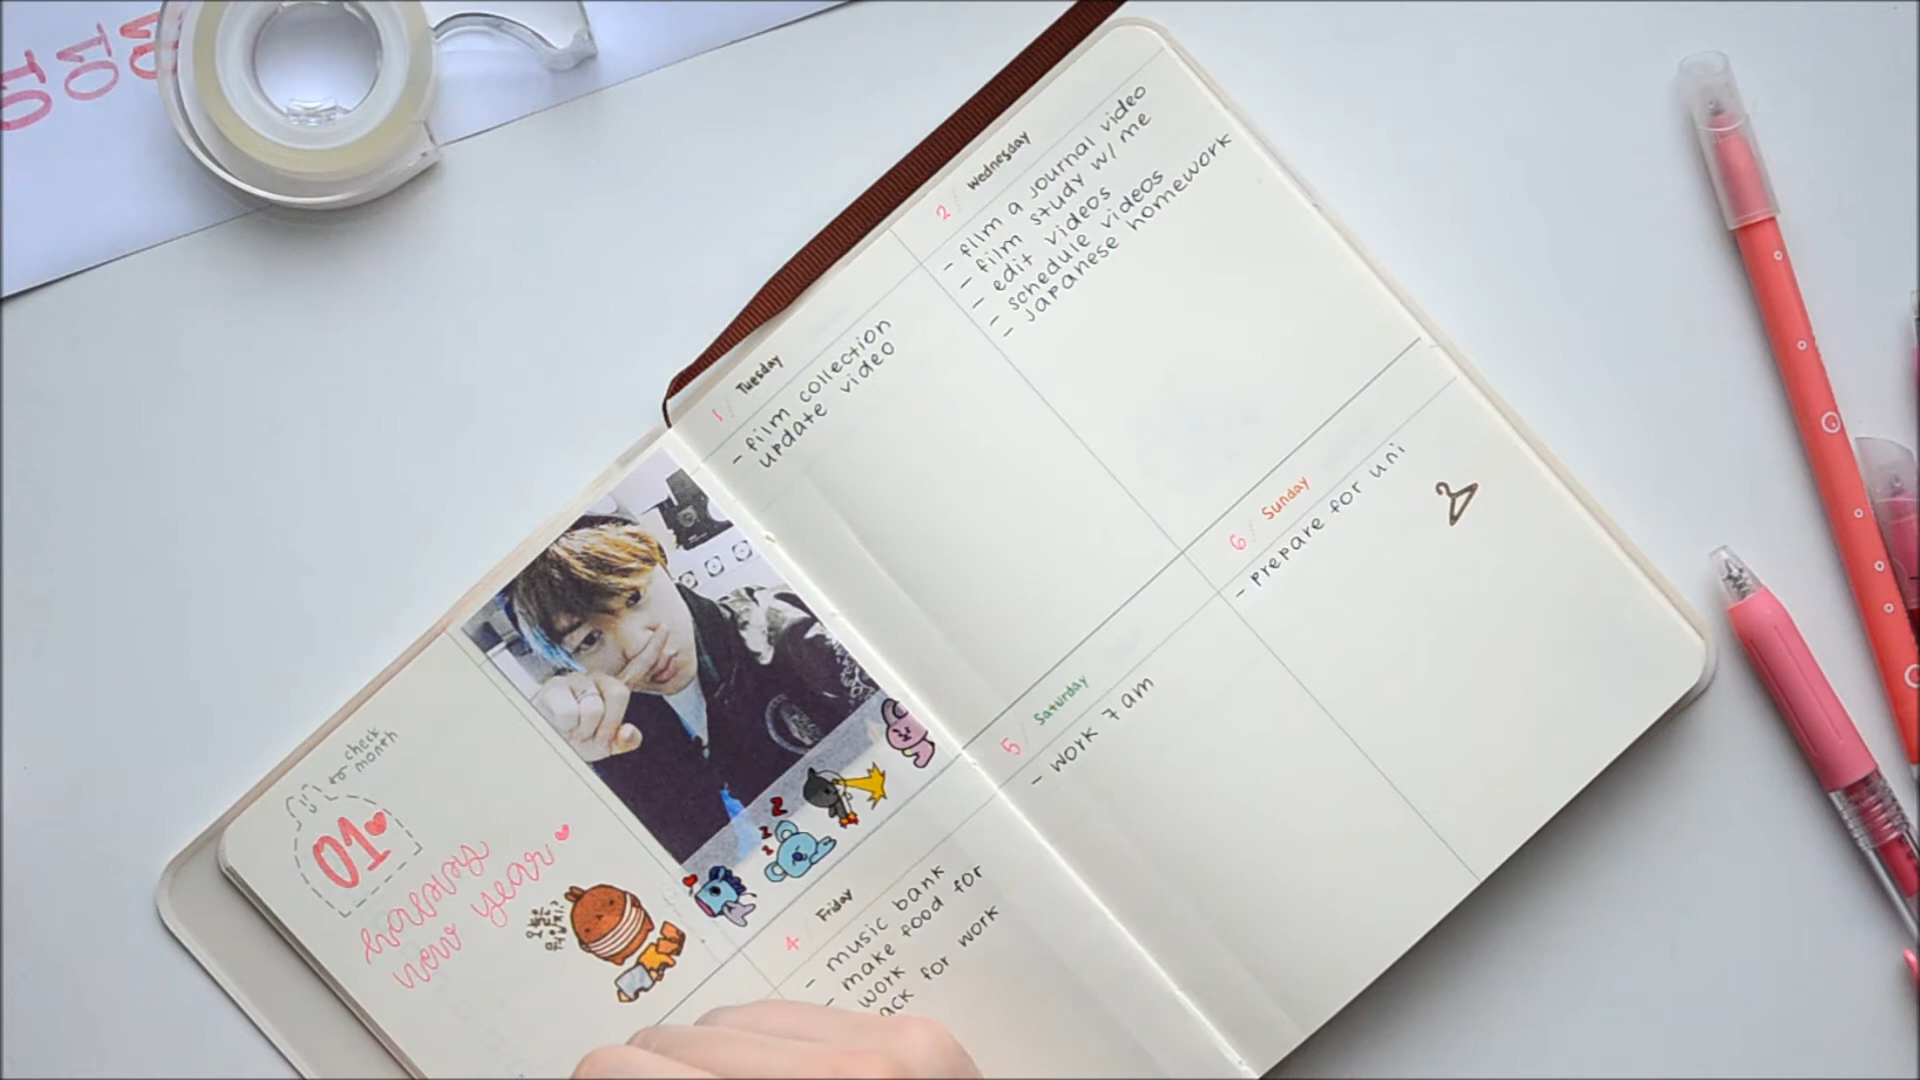 to check
month
01
happy
new year
1 / Tuesday
- film collection
update video
2 / Wednesday
- film a journal video
- film study w/ me
- edit videos
- schedule videos
- Japanese homework
4 / Friday
- music bank
- make food for
work
ack for work
5 / Saturday
- work 7 am
6 / Sunday
- prepare for uni